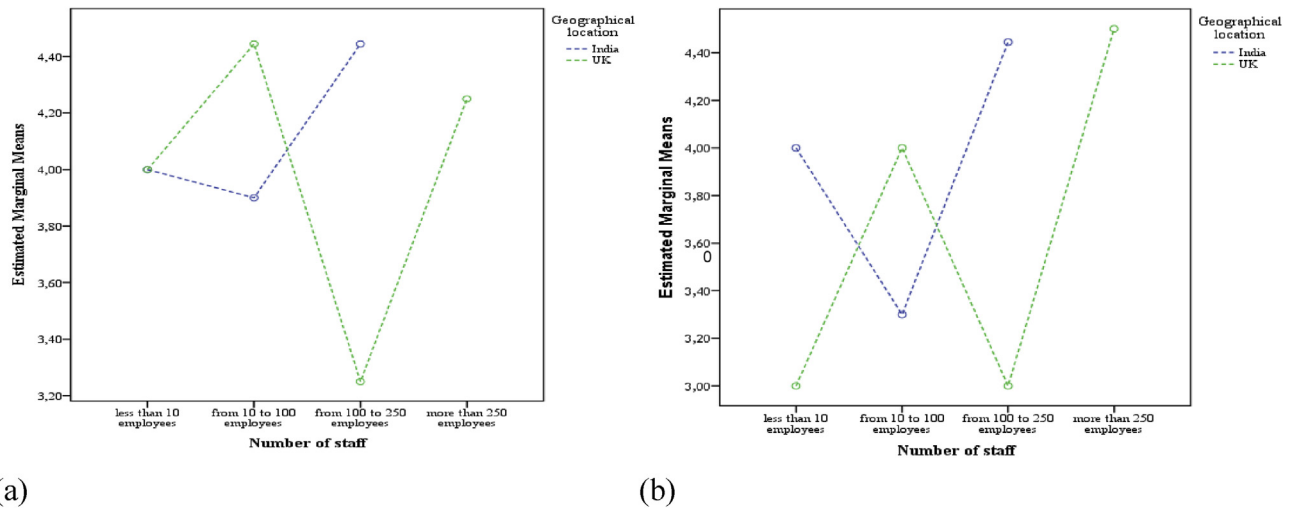 Geographical
location
India
UK
4,40
4,20
4,00
3,80
3,60
3,40
3,20
Estimated Marginal Means
less than 10
employees
from 10 to 100
employees
from 100 to 250
employees
more than 250
employees
Number of staff
(a)
Geographical
location
India
UK
4,40
4,20
4,00
3,80
3,60
0
3,40
3,20
3,00
Estimated Marginal Means
less than 10
employees
from 10 to 100
employees
from 100 to 250
employees
more than 250
employees
Number of staff
(b)